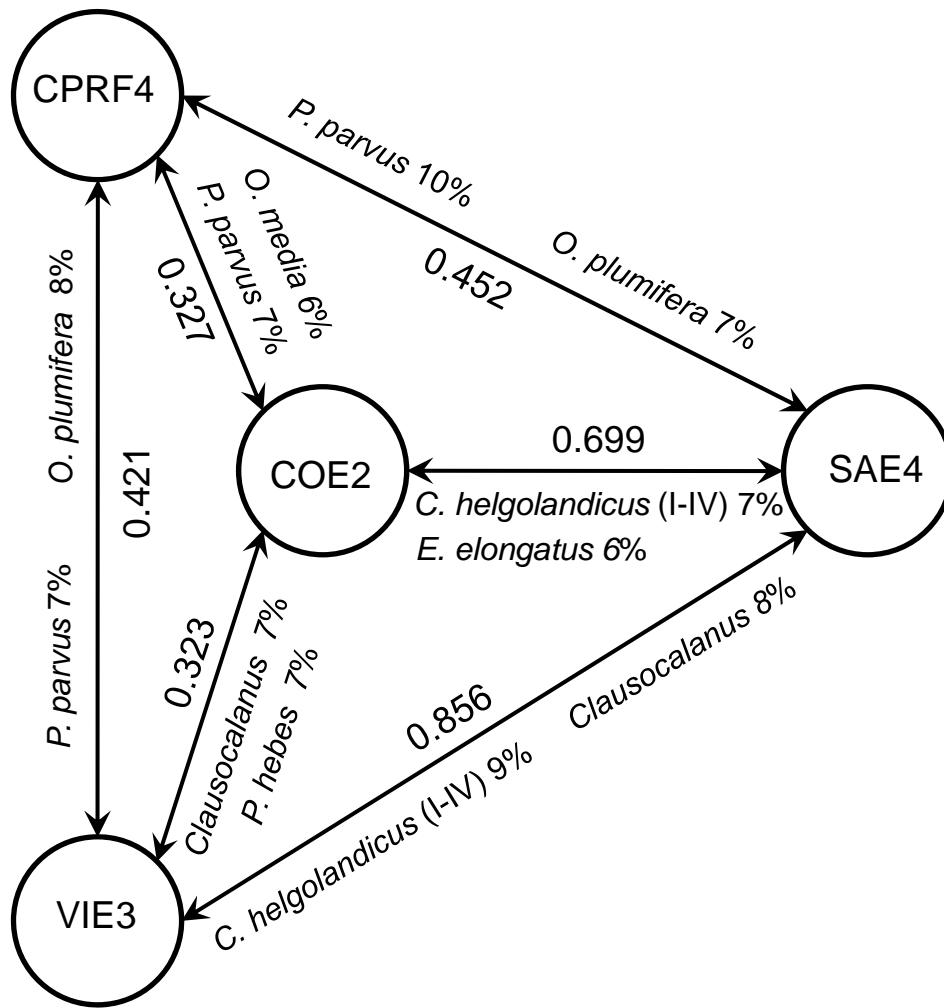 CPRF4
P. parvus 10%
0.452
O. plumifera 7%
O. media 6%
P. parvus 7%
0.327
O. plumifera 8%
0.421
P. parvus 7%
COE2
0.699
C. helgolandicus (I-IV) 7%
E. elongatus 6%
SAE4
0.323
Clausocalanus 7%
P. hebes 7%
0.856
Clausocalanus 8%
C. helgolandicus (I-IV) 9%
VIE3